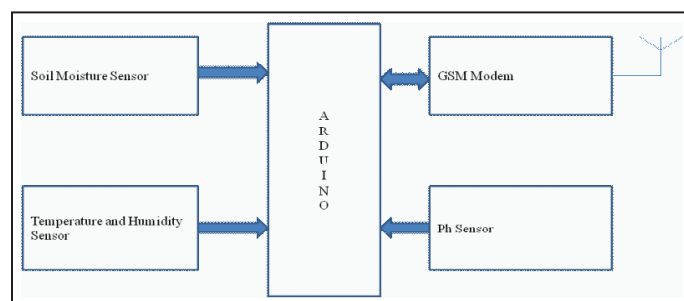 Soil Moisture Sensor
A
R
D
U
I
N
O
GSM Modem
Temperature and Humidity
Sensor
Ph Sensor